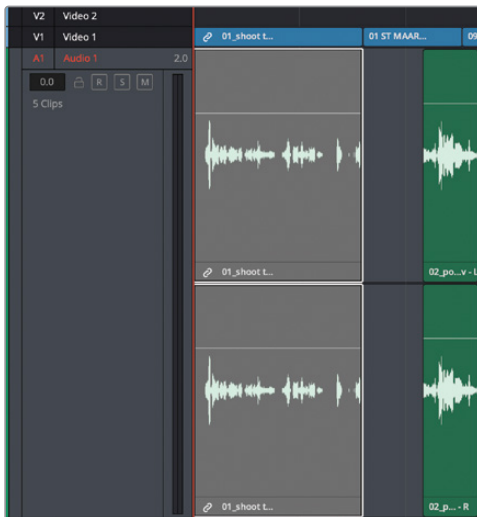 V2 Video 2
V1 Video 1 01_shoot t... 01 ST MAAR... 09
A1 Audio 1 2.0
0.0 R S M
5 Clips
01_shoot t... 02_po...v - L
01_shoot t... 02_p... - R